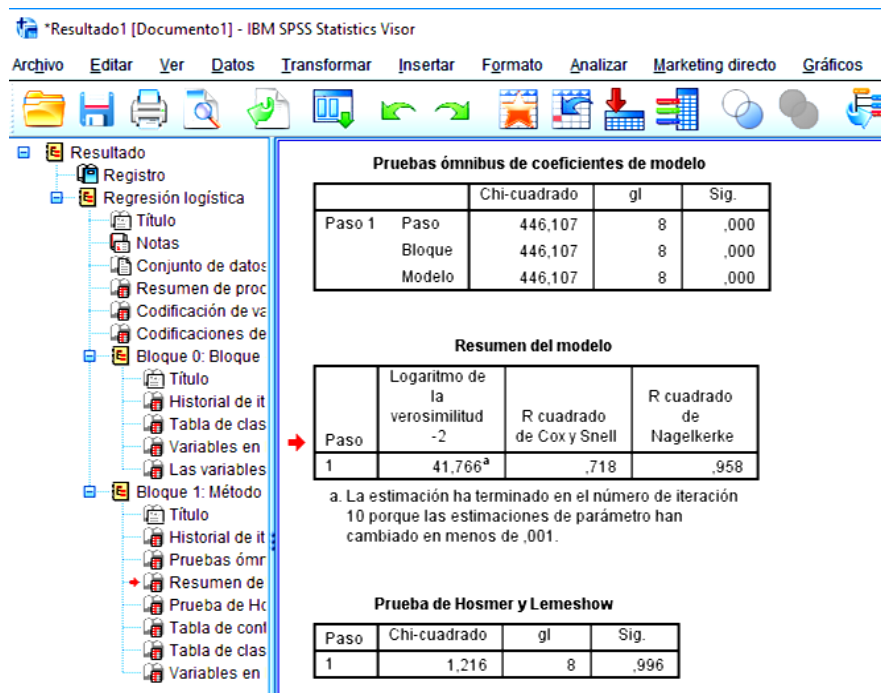 *Resultado1 [Documento1] - IBM SPSS Statistics Visor
Archivo Editar Ver Datos Transformar Insertar Formato Analizar Marketing directo Gráficos
Resultado
Registro
Regresión logística
Título
Notas
Conjunto de datos
Resumen de proc
Codificación de va
Codificaciones de
Bloque 0: Bloque
Título
Historial de it
Tabla de clas
Variables en
Las variables
Bloque 1: Método
Título
Historial de it
Pruebas ómr
Resumen de
Prueba de Ho
Tabla de cont
Tabla de clas
Variables en
Pruebas ómnibus de coeficientes de modelo
Chi-cuadrado gl Sig.
Paso 1 Paso 446,107 8 ,000
Bloque 446,107 8 ,000
Modelo 446,107 8 ,000
Resumen del modelo
Logaritmo de
la
verosimilitud R cuadrado
R cuadrado de
Paso -2 de Cox y Snell Nagelkerke
1 41,766a ,718 ,958
a. La estimación ha terminado en el número de iteración
10 porque las estimaciones de parámetro han
cambiado en menos de ,001.
Prueba de Hosmer y Lemeshow
Paso Chi-cuadrado gl Sig.
1 1,216 8 ,996